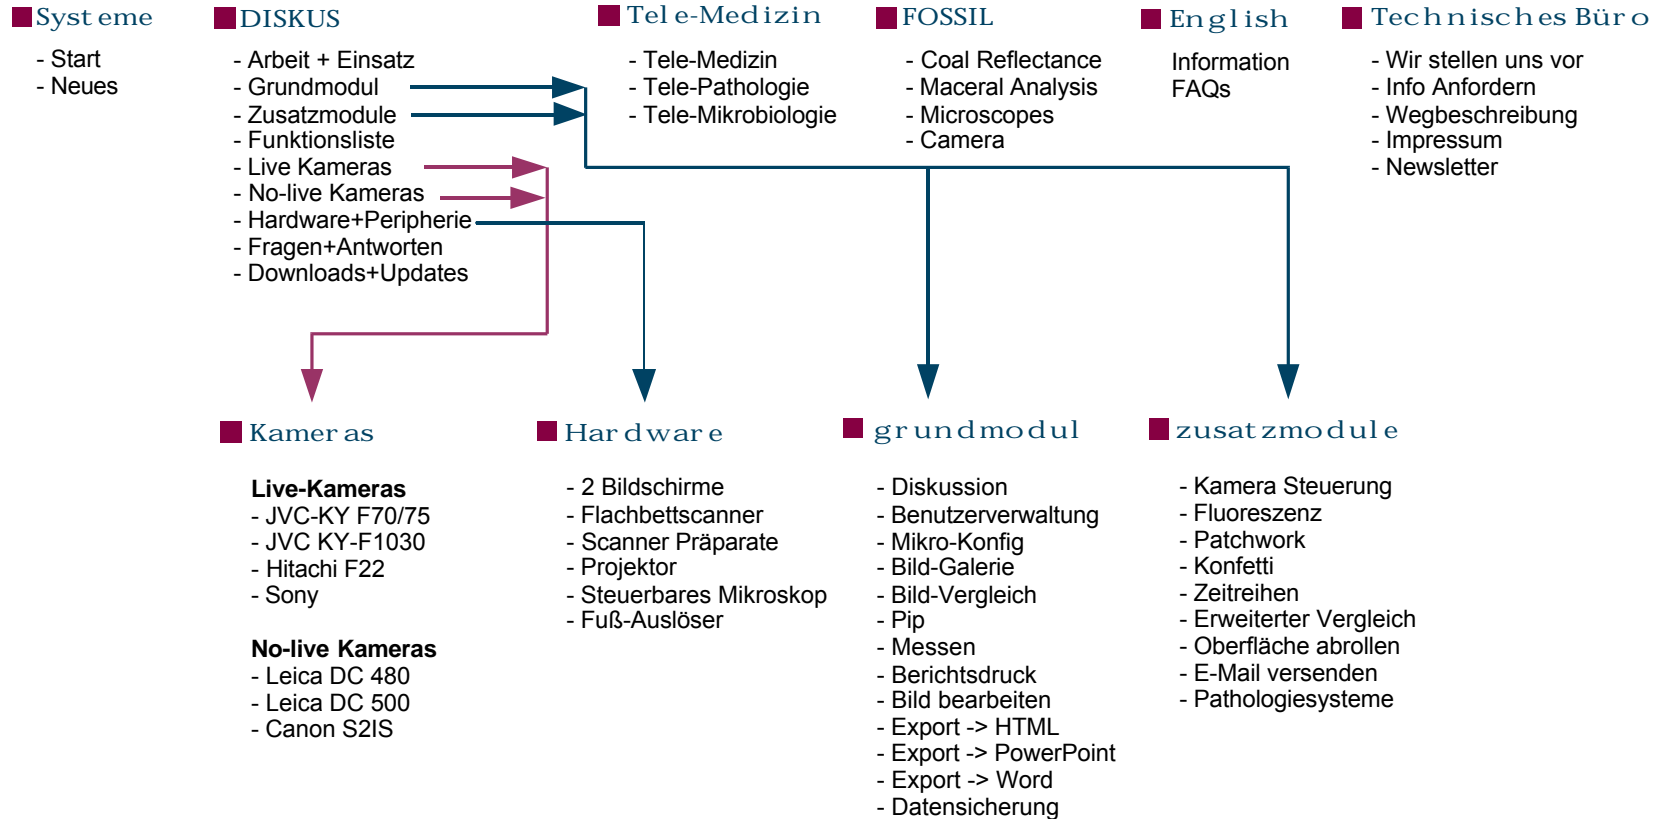 Systeme
- Start
- Neues
DISKUS
- Arbeit + Einsatz
- Grundmodul
- Zusatzmodule
- Funktionsliste
- Live Kameras
- No-live Kameras
- Hardware+Peripherie
- Fragen+Antworten
- Downloads+Updates
Tele-Medizin
- Tele-Medizin
- Tele-Pathologie
- Tele-Mikrobiologie
FOSSIL
- Coal Reflectance
- Maceral Analysis
- Microscopes
- Camera
English
Information
FAQs
Technisches Büro
- Wir stellen uns vor
- Info Anfordern
- Wegbeschreibung
- Impressum
- Newsletter
Kameras
Live-Kameras
- JVC-KY F70/75
- JVC KY-F1030
- Hitachi F22
- Sony
No-live Kameras
- Leica DC 480
- Leica DC 500
- Canon S2IS
Hardware
- 2 Bildschirme
- Flachbettscanner
- Scanner Präparate
- Projektor
- Steuerbares Mikroskop
- Fuß-Auslöser
grundmodul
- Diskussion
- Benutzerverwaltung
- Mikro-Konfig
- Bild-Galerie
- Bild-Vergleich
- Pip
- Messen
- Berichtsdruck
- Bild bearbeiten
- Export -> HTML
- Export -> PowerPoint
- Export -> Word
- Datensicherung
zusatzmodule
- Kamera Steuerung
- Fluoreszenz
- Patchwork
- Konfetti
- Zeitreihen
- Erweiterter Vergleich
- Oberfläche abrollen
- E-Mail versenden
- Pathologiesysteme